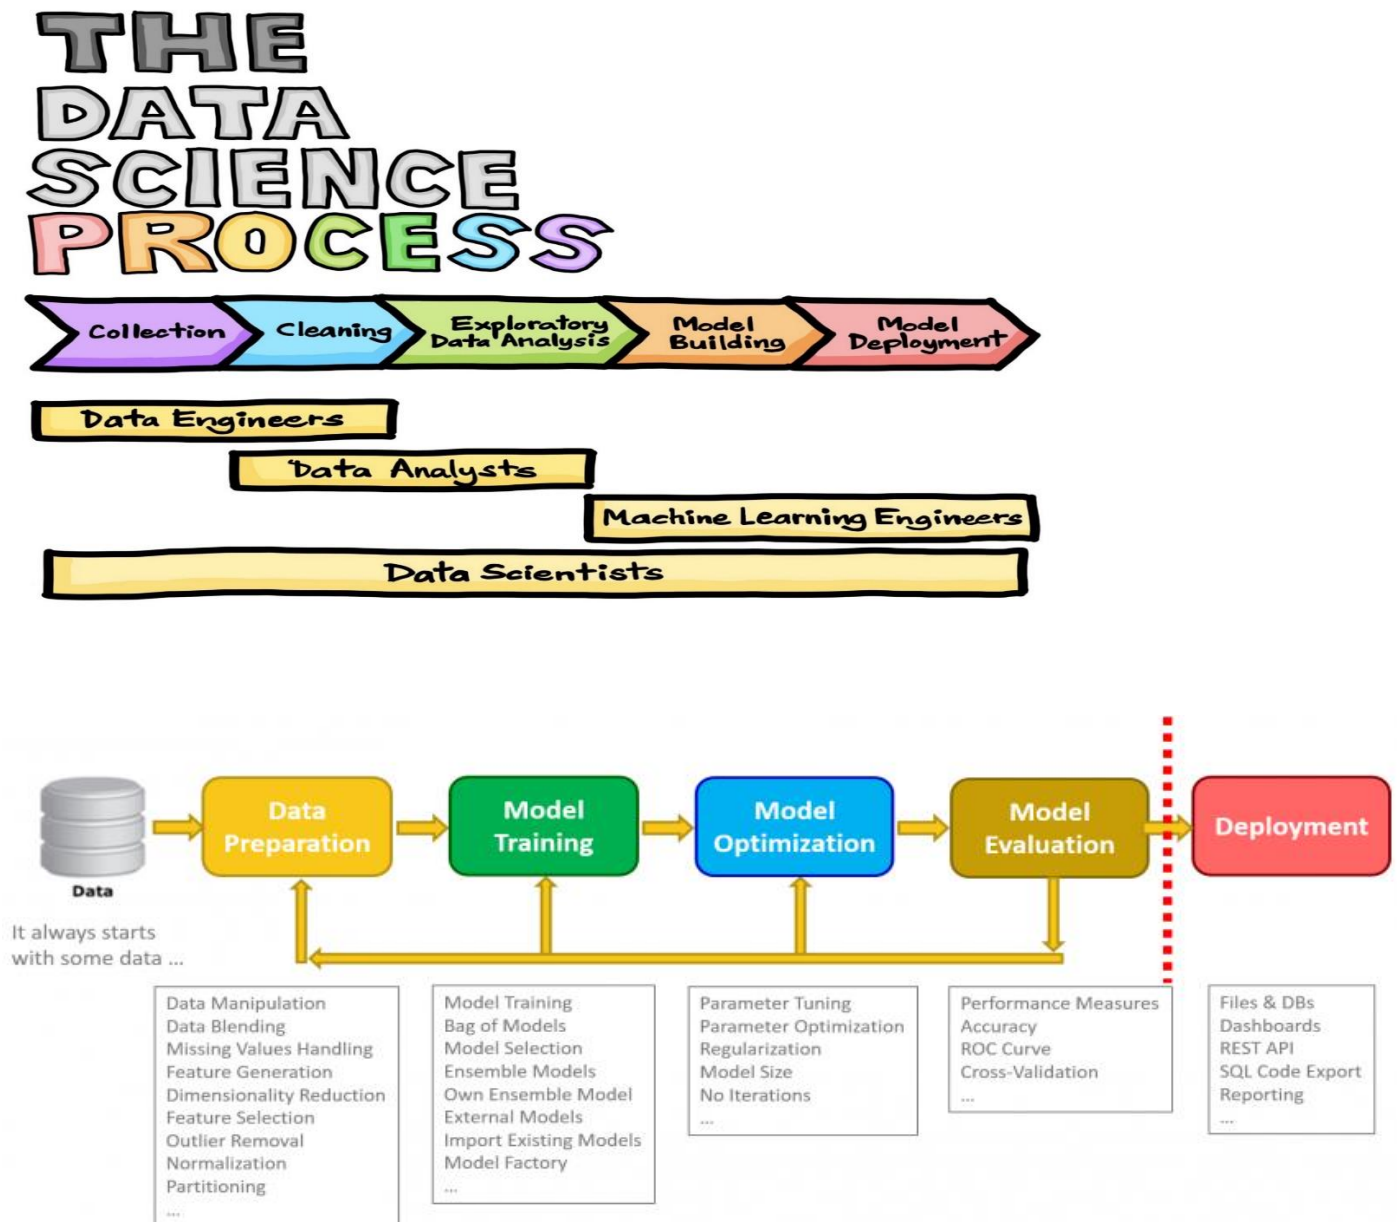 THE
DATA
SCIENCE
PROCESS
Collection
Cleaning
Exploratory
Data Analysis
Model
Building
Model
Deployment
Data Engineers
Data Analysts
Machine Learning Engineers
Data Scientists
Data
It always starts
with some data ...
Data
Preparation
Model
Training
Model
Optimization
Model
Evaluation
Deployment
Data Manipulation
Data Blending
Missing Values Handling
Feature Generation
Dimensionality Reduction
Feature Selection
Outlier Removal
Normalization
Partitioning
...
Model Training
Bag of Models
Model Selection
Ensemble Models
Own Ensemble Model
External Models
Import Existing Models
Model Factory
...
Parameter Tuning
Parameter Optimization
Regularization
Model Size
No Iterations
...
Performance Measures
Accuracy
ROC Curve
Cross-Validation
...
Files & DBs
Dashboards
REST API
SQL Code Export
Reporting
...